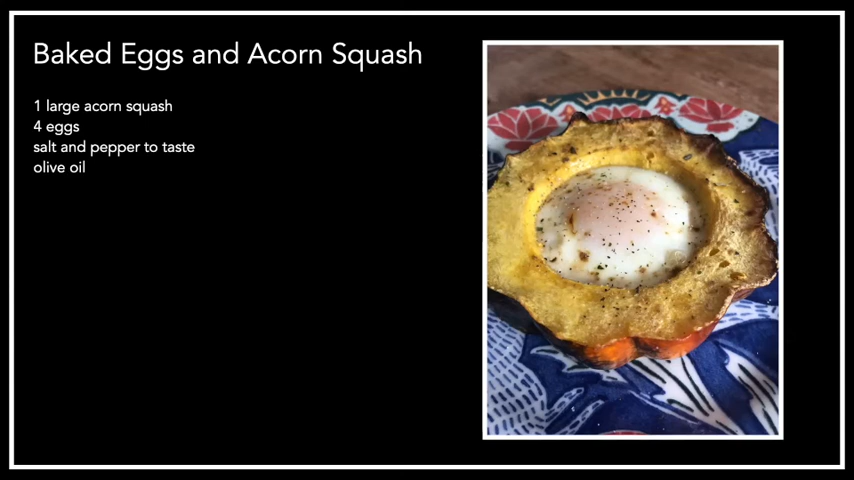 Baked Eggs and Acorn Squash
1 large acorn squash
4 eggs
salt and pepper to taste
olive oil